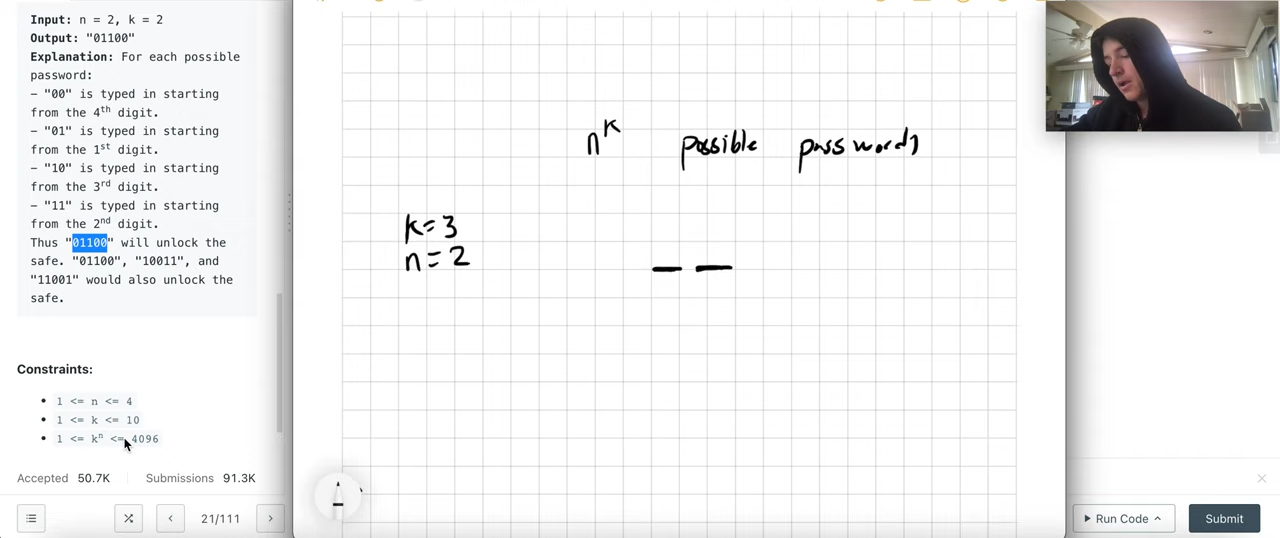 Input: n = 2, k = 2
Output: "01100"
Explanation: For each possible
password:
- "00" is typed in starting
from the 4th digit.
- "01" is typed in starting
from the 1st digit.
- "10" is typed in starting
from the 3rd digit.
- "11" is typed in starting
from the 2nd digit.
Thus "01100" will unlock the
safe. "01100", "10011", and
"11001" would also unlock the
safe.
Constraints:
1 <= n <= 4
1 <= k <= 10
1 <= kⁿ <= 4096
Accepted 50.7K Submissions 91.3K
21/111
n^k possible passwords
k=3
n=2
Run Code
Submit